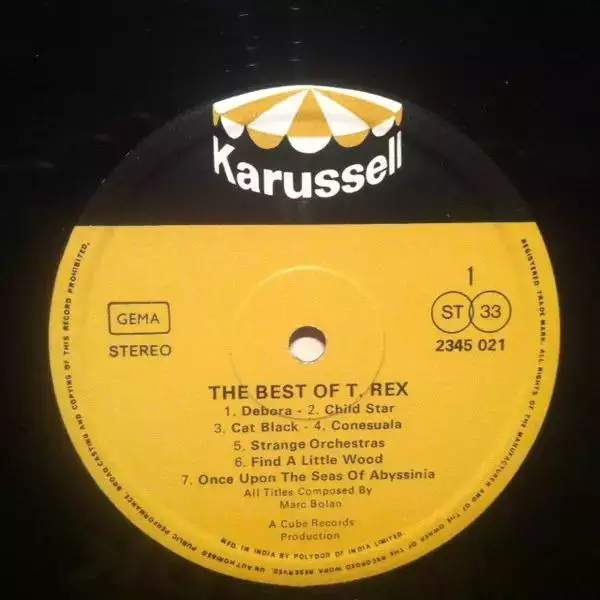 Karussell
1
GEMA
STEREO
ST 33
2345 021
THE BEST OF T. REX
1. Debora - 2. Child Star
3. Cat Black - 4. Conesuala
5. Strange Orchestras
6. Find A Little Wood
7. Once Upon The Seas Of Abyssinia
All Titles Composed By
Marc Bolan
A Cube Records
Production
REGISTERED TRADE MARK. ALL RIGHTS OF THE MANUFACTURER AND OF THE OWNER OF THE RECORDED WORK RESERVED. UNAUTHORISED PUBLIC PERFORMANCE, BROADCASTING AND COPYING OF THIS RECORD PROHIBITED.
MFD. IN INDIA BY POLYDOR OF INDIA LIMITED.